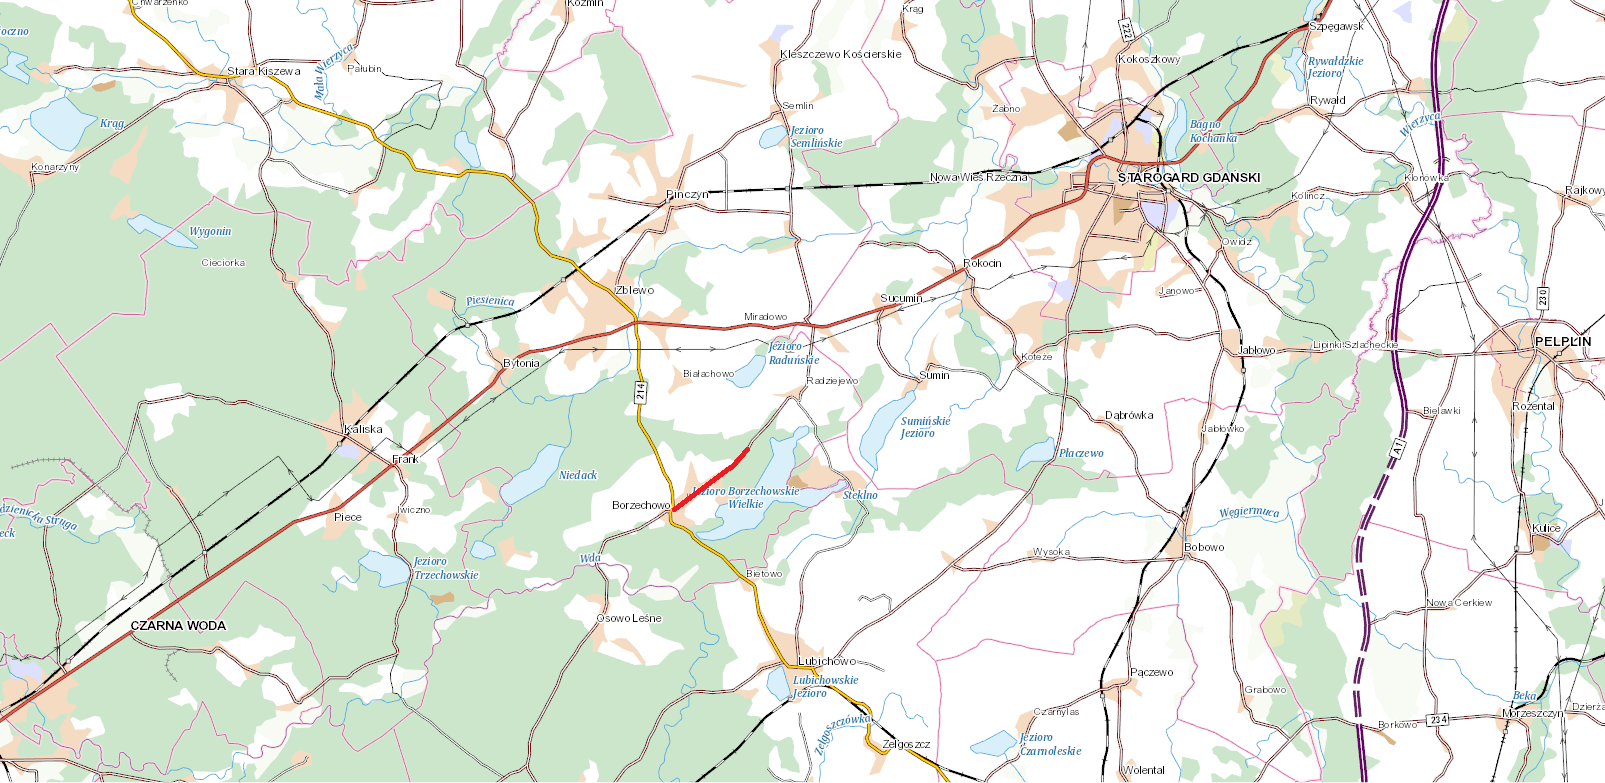 Chwarzenko
Koźmin
Krąg
Szpęgawsk
222
Kleszczewo Kościerskie
Kokoszkowy
Stara Kiszewa
Pałubin
Mała Wierzyca
Rywałdzkie
Jezioro
Rywałd
Semlin
Żabno
Krąg
Jezioro
Semlińskie
Bagno
Kochanka
Wierzyca
Konarzyny
Pinczyn
Nowa Wieś Rzeczna
STAROGARD GDAŃSKI
Klonówka
Rajkowy
Kolincz
Wygonin
Cieciorka
Owidz
Rokocin
Piesienica
Zblewo
Sucumin
Janowo
230
Miradowo
Jezioro
Raduńskie
Bytonia
Białachowo
Radziejewo
Sumin
Koteze
Jabłowo
Lipinki Szlacheckie
PELPLIN
214
Sumińskie
Jezioro
Dąbrówka
Bielawki
Rożental
Jabłówko
Kaliska
Frank
A1
Płaczewo
Niedack
Jezioro Borzechowskie
Wielkie
Steklno
Borzechowo
Piece
Iwiczno
Węgiermuca
Kulice
Wysoka
Bobowo
Wda
Jezioro
Trzechowskie
Bietowo
Nowa Cerkiew
Osowo Leśne
CZARNA WODA
Lubichowo
Lubichowskie
Jezioro
Pączewo
Grabowo
Beka
Czarnylas
Borkowo
234
Morzeszczyn
Zelgoszczówka
Zelgoszcz
Jezioro
Czarnoleskie
Wolental